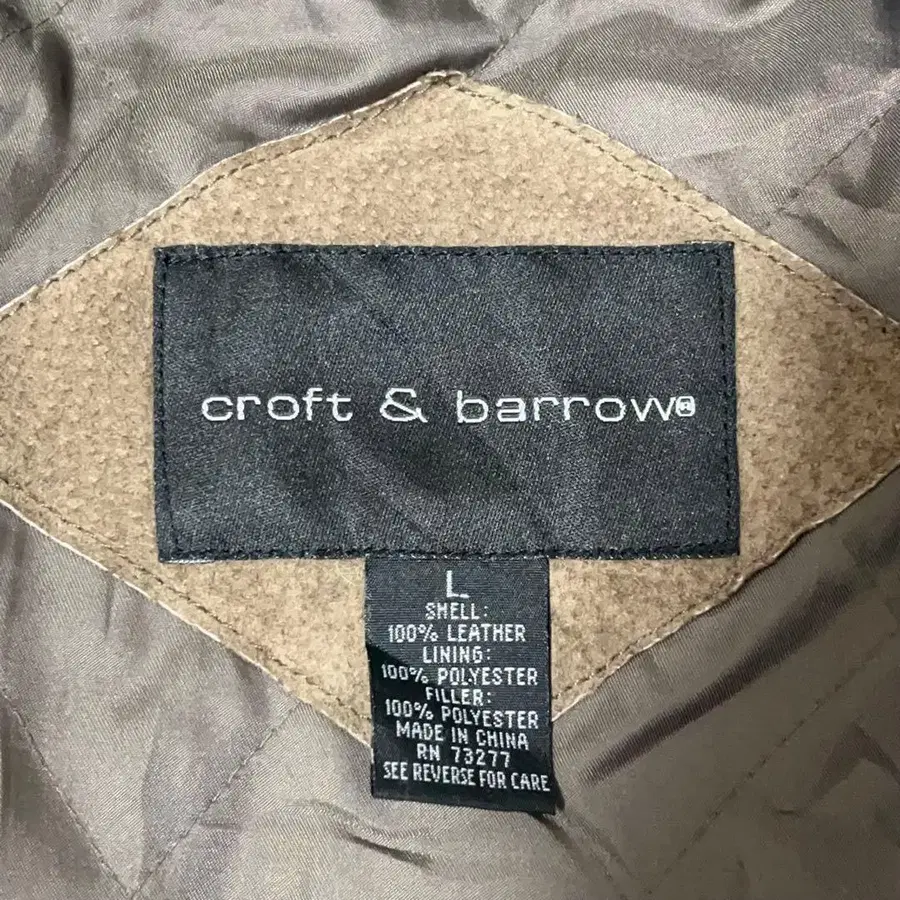 croft & barrow®
L
SHELL:
100% LEATHER
LINING:
100% POLYESTER
FILLER:
100% POLYESTER
MADE IN CHINA
RN 73277
SEE REVERSE FOR CARE